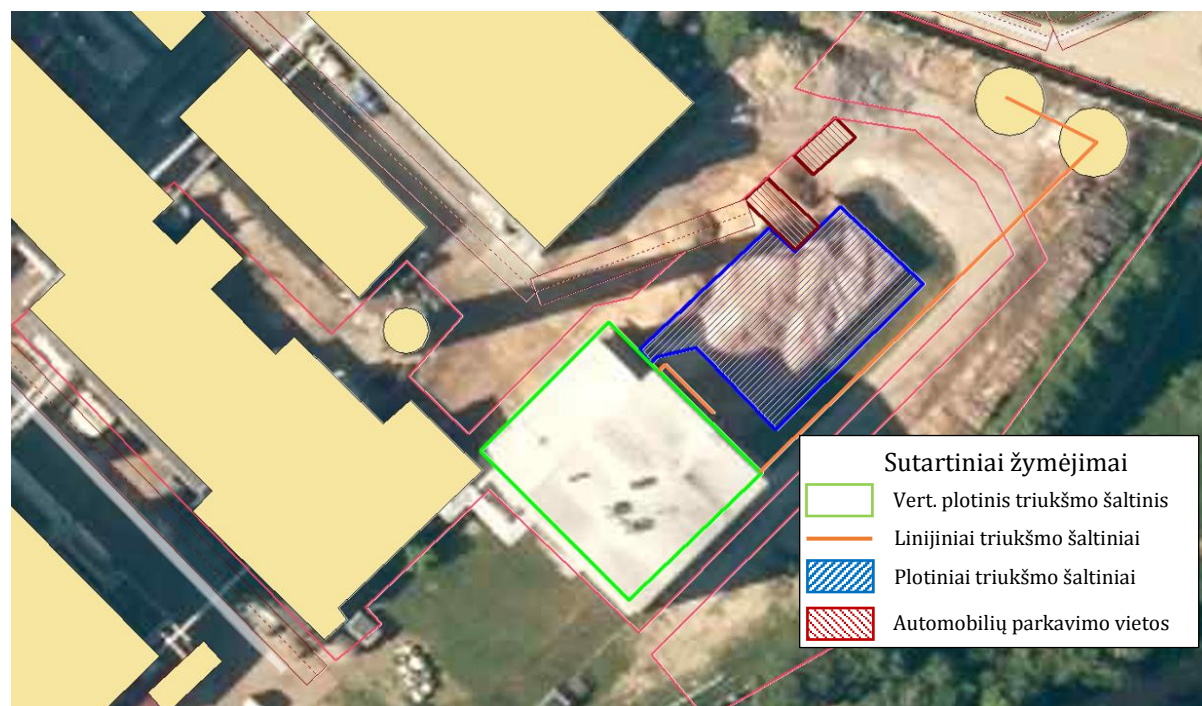 Sutartiniai žymėjimai
Vert. plotinis triukšmo šaltinis
Linijiniai triukšmo šaltiniai
Plotiniai triukšmo šaltiniai
Automobilių parkavimo vietos